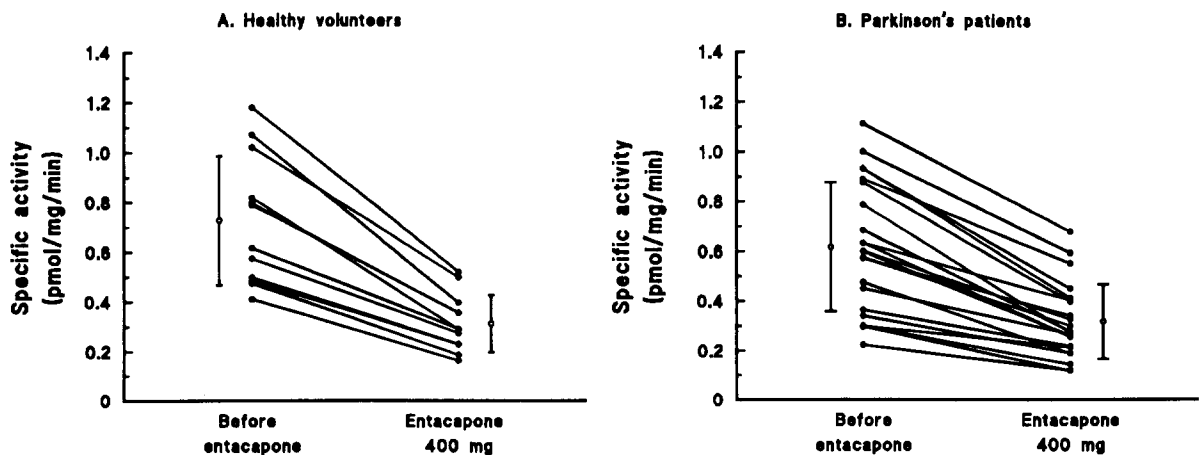 A. Healthy volunteers
Specific activity
(pmol/mg/min)
1.4
1.2
1.0
0.8
0.6
0.4
0.2
0
Before
entacapone
Entacapone
400 mg
B. Parkinson's patients
Specific activity
(pmol/mg/min)
1.4
1.2
1.0
0.8
0.6
0.4
0.2
0
Before
entacapone
Entacapone
400 mg